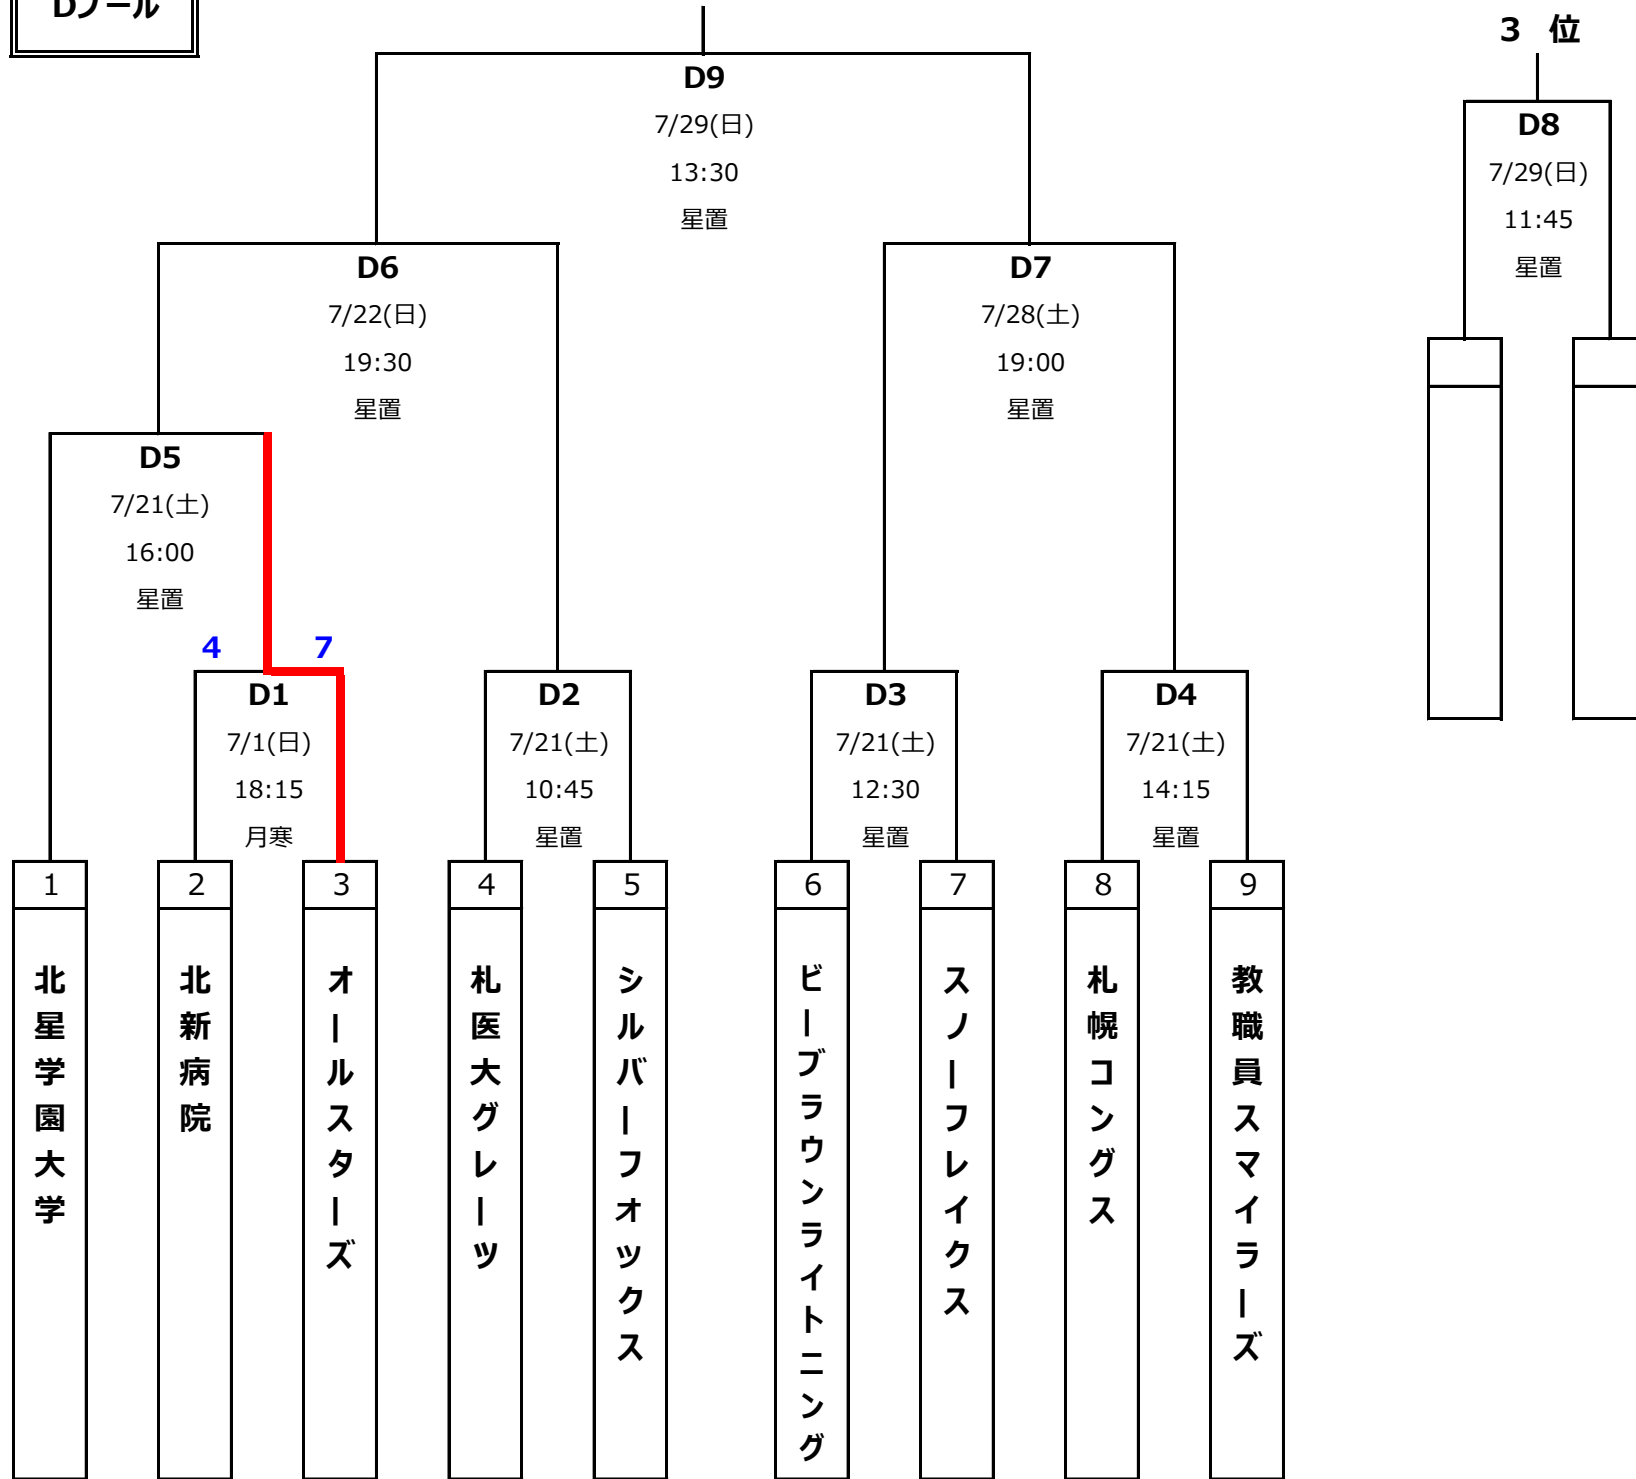 3 位
D9
7/29(日)
13:30
星置
D8
7/29(日)
11:45
星置
D6
7/22(日)
19:30
星置
D7
7/28(土)
19:00
星置
D5
7/21(土)
16:00
星置
4 7
D1
7/1(日)
18:15
月寒
D2
7/21(土)
10:45
星置
D3
7/21(土)
12:30
星置
D4
7/21(土)
14:15
星置
1
北星学園大学
2
北新病院
3
オールスターズ
4
札医大グレーツ
5
シルバーフォックス
6
ビーブラウンライトニング
7
スノーフレイクス
8
札幌コングス
9
教職員スマイラーズ